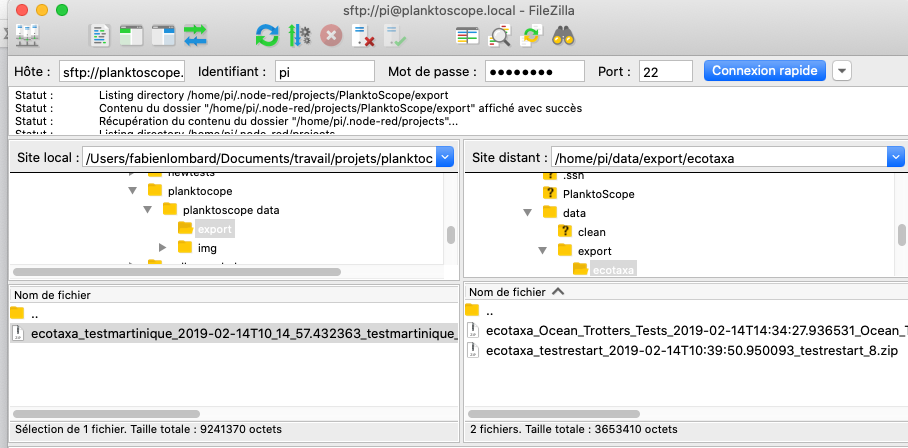 sftp://pi@planktoscope.local - FileZilla
Hôte : sftp://planktoscope. Identifiant : pi Mot de passe : ●●●●●●●● Port : 22 Connexion rapide
Statut : Listing directory /home/pi/.node-red/projects/PlanktoScope/export
Statut : Contenu du dossier "/home/pi/.node-red/projects/PlanktoScope/export" affiché avec succès
Statut : Récupération du contenu du dossier "/home/pi/.node-red/projects"...
Statut : Listing directory /home/pi/.node-red/projects
Site local : /Users/fabienlombard/Documents/travail/projets/planktoc
newtests
planktocope
planktoscope data
export
img
Nom de fichier
..
ecotaxa_testmartinique_2019-02-14T10_14_57.432363_testmartinique_
Sélection de 1 fichier. Taille totale : 9241370 octets
Site distant : /home/pi/data/export/ecotaxa
.ssh
PlanktoScope
data
clean
export
ecotaxa
Nom de fichier
..
ecotaxa_Ocean_Trotters_Tests_2019-02-14T14:34:27.936531_Ocean_T
ecotaxa_testrestart_2019-02-14T10:39:50.950093_testrestart_8.zip
2 fichiers. Taille totale : 3653410 octets